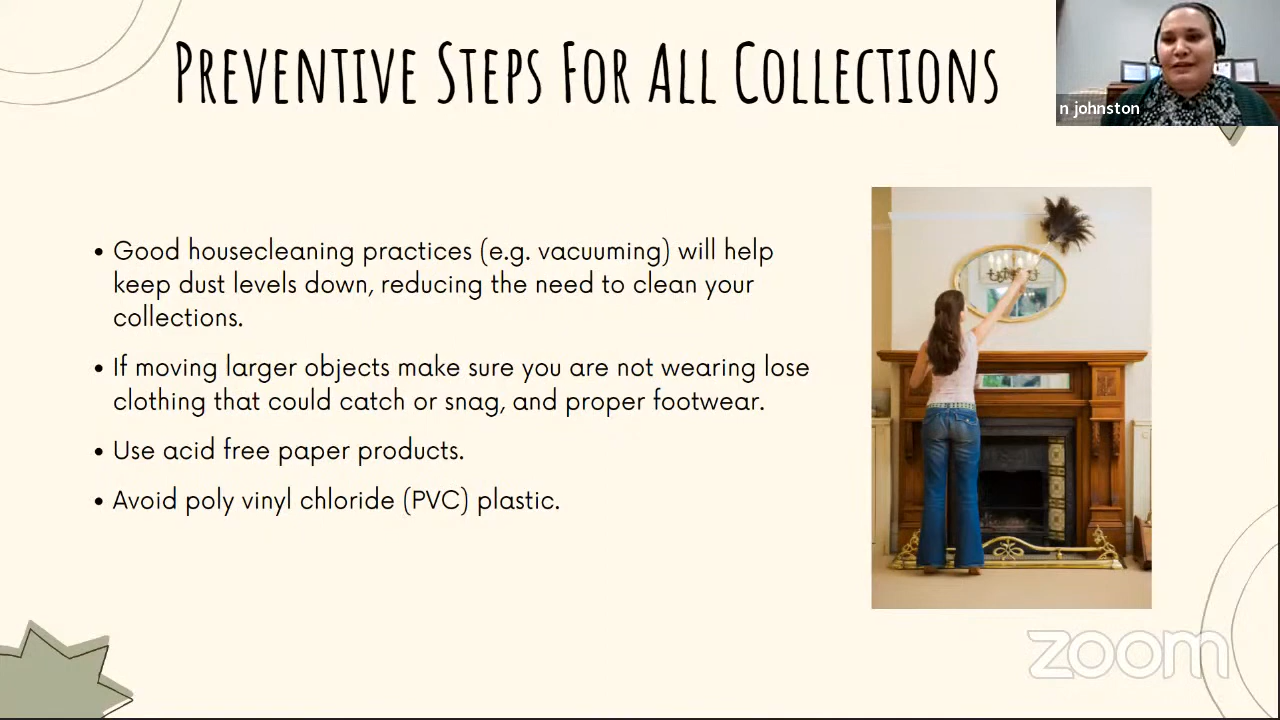 Preventive Steps For All Collections
n johnston
• Good housecleaning practices (e.g. vacuuming) will help
keep dust levels down, reducing the need to clean your
collections.
• If moving larger objects make sure you are not wearing lose
clothing that could catch or snag, and proper footwear.
• Use acid free paper products.
• Avoid poly vinyl chloride (PVC) plastic.
zoom